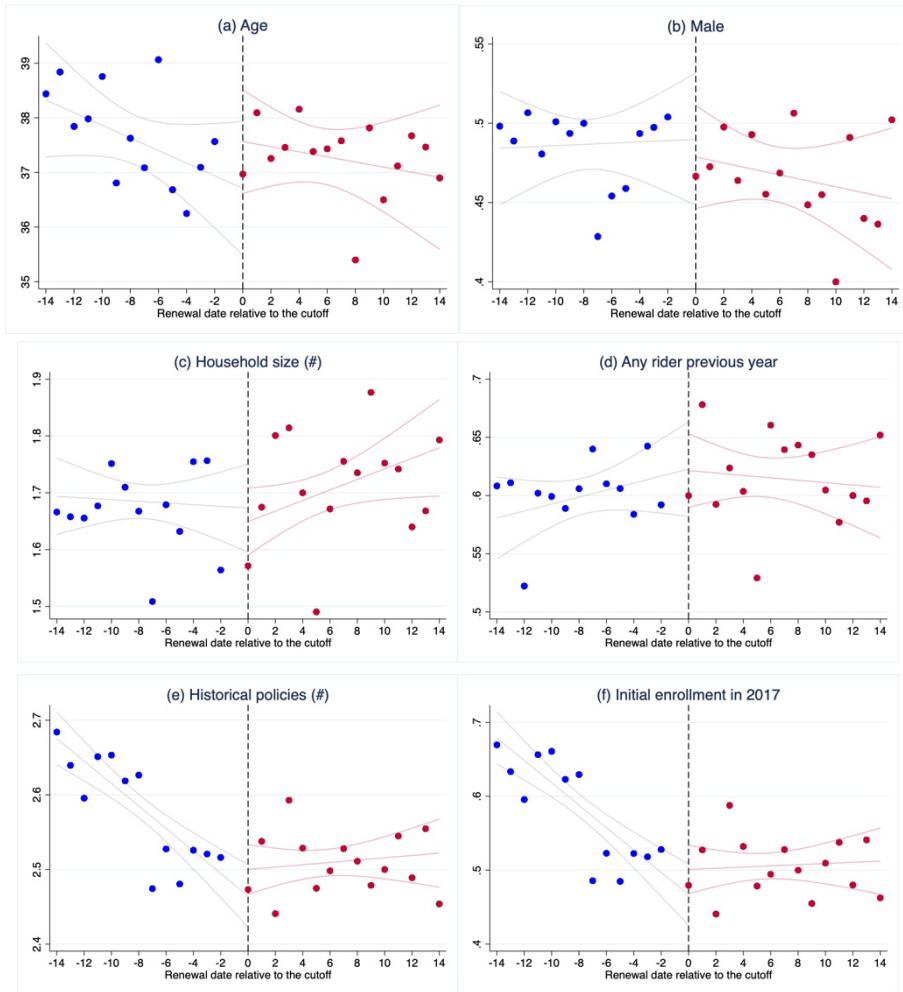 (a) Age
39
38
37
36
35
-14 -12 -10 -8 -6 -4 -2 0 2 4 6 8 10 12 14
Renewal date relative to the cutoff
(b) Male
.55
.5
.45
.4
-14 -12 -10 -8 -6 -4 -2 0 2 4 6 8 10 12 14
Renewal date relative to the cutoff
(c) Household size (#)
1.9
1.8
1.7
1.6
1.5
-14 -12 -10 -8 -6 -4 -2 0 2 4 6 8 10 12 14
Renewal date relative to the cutoff
(d) Any rider previous year
.7
.65
.6
.55
.5
-14 -12 -10 -8 -6 -4 -2 0 2 4 6 8 10 12 14
Renewal date relative to the cutoff
(e) Historical policies (#)
2.7
2.6
2.5
2.4
-14 -12 -10 -8 -6 -4 -2 0 2 4 6 8 10 12 14
Renewal date relative to the cutoff
(f) Initial enrollment in 2017
.7
.6
.5
.4
-14 -12 -10 -8 -6 -4 -2 0 2 4 6 8 10 12 14
Renewal date relative to the cutoff